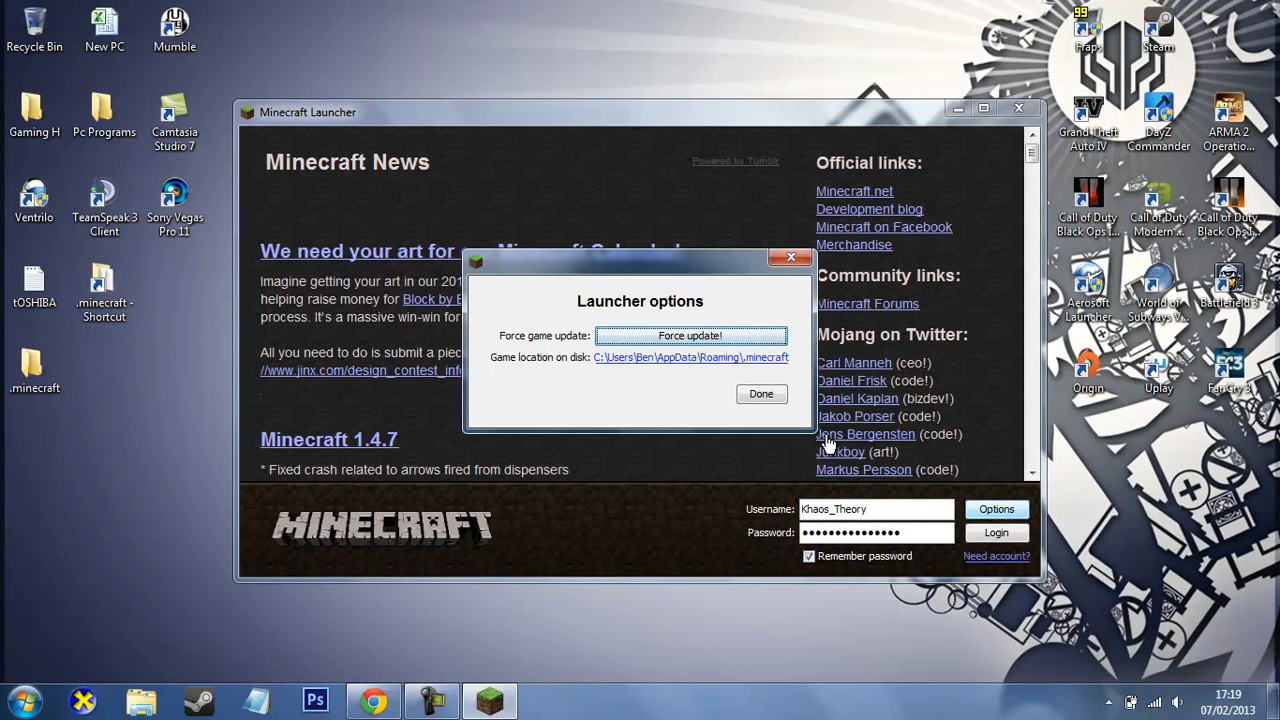 Recycle Bin
New PC
Mumble
Gaming H
Pc Programs
Camtasia
Studio 7
Ventrilo
TeamSpeak 3
Client
Sony Vegas
Pro 11
tOSHIBA
.minecraft -
Shortcut
.minecraft
99
Fraps
Steam
Grand Theft
Auto IV
DayZ
Commander
ARMA 2
Operatio...
Call of Duty
Black Ops I...
Call of Duty
Modern ...
Call of Duty
Black Ops I...
Aerosoft
Launcher
World of
Subways V...
Battlefield 3
Origin
Uplay
Far Cry 3
Minecraft Launcher
Minecraft News
Powered by Tumblr
We need your art for
Imagine getting your art in our 201
helping raise money for Block by B
process. It's a massive win-win for
All you need to do is submit a piec
//www.jinx.com/design_contest_info
Minecraft 1.4.7
* Fixed crash related to arrows fired from dispensers
Official links:
Minecraft.net
Development blog
Minecraft on Facebook
Merchandise
Community links:
Minecraft Forums
Mojang on Twitter:
Carl Manneh (ceo!)
Daniel Frisk (code!)
Daniel Kaplan (bizdev!)
Jakob Porser (code!)
Jens Bergensten (code!)
Junkboy (art!)
Markus Persson (code!)
Launcher options
Force game update: Force update!
Game location on disk: C:\Users\Ben\AppData\Roaming\.minecraft
Done
MINECRAFT
Username: Khaos_Theory
Options
Password:
Login
Remember password
Need account?
Ps
17:19
07/02/2013